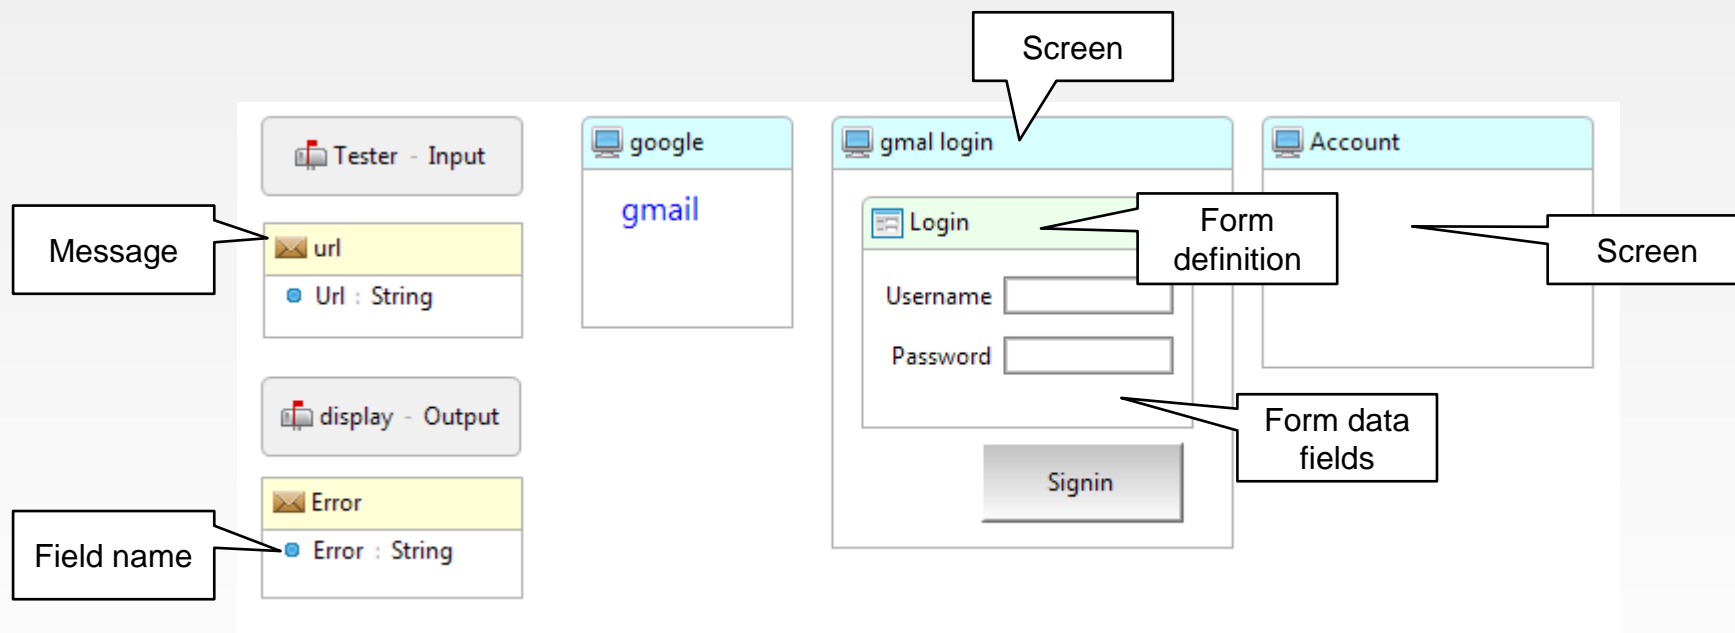 Screen
Tester - Input
google
gmal login
Account
gmail
Message
url
Login
Form
definition
Screen
Url : String
Username
Password
display - Output
Form data
fields
Signin
Error
Field name
Error : String